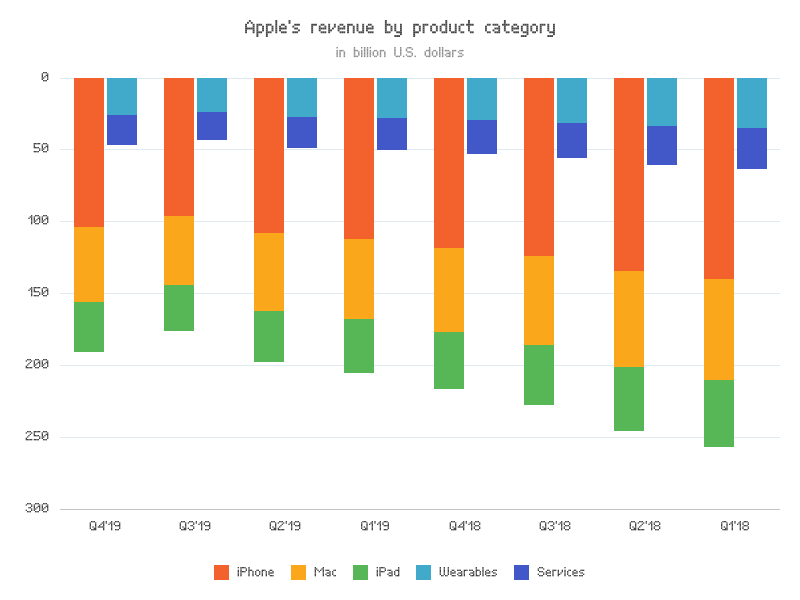 Apple's revenue by product category
in billion U.S. dollars
0
50
100
150
200
250
300
Q4'19 Q3'19 Q2'19 Q1'19 Q4'18 Q3'18 Q2'18 Q1'18
iPhone Mac iPad Wearables Services